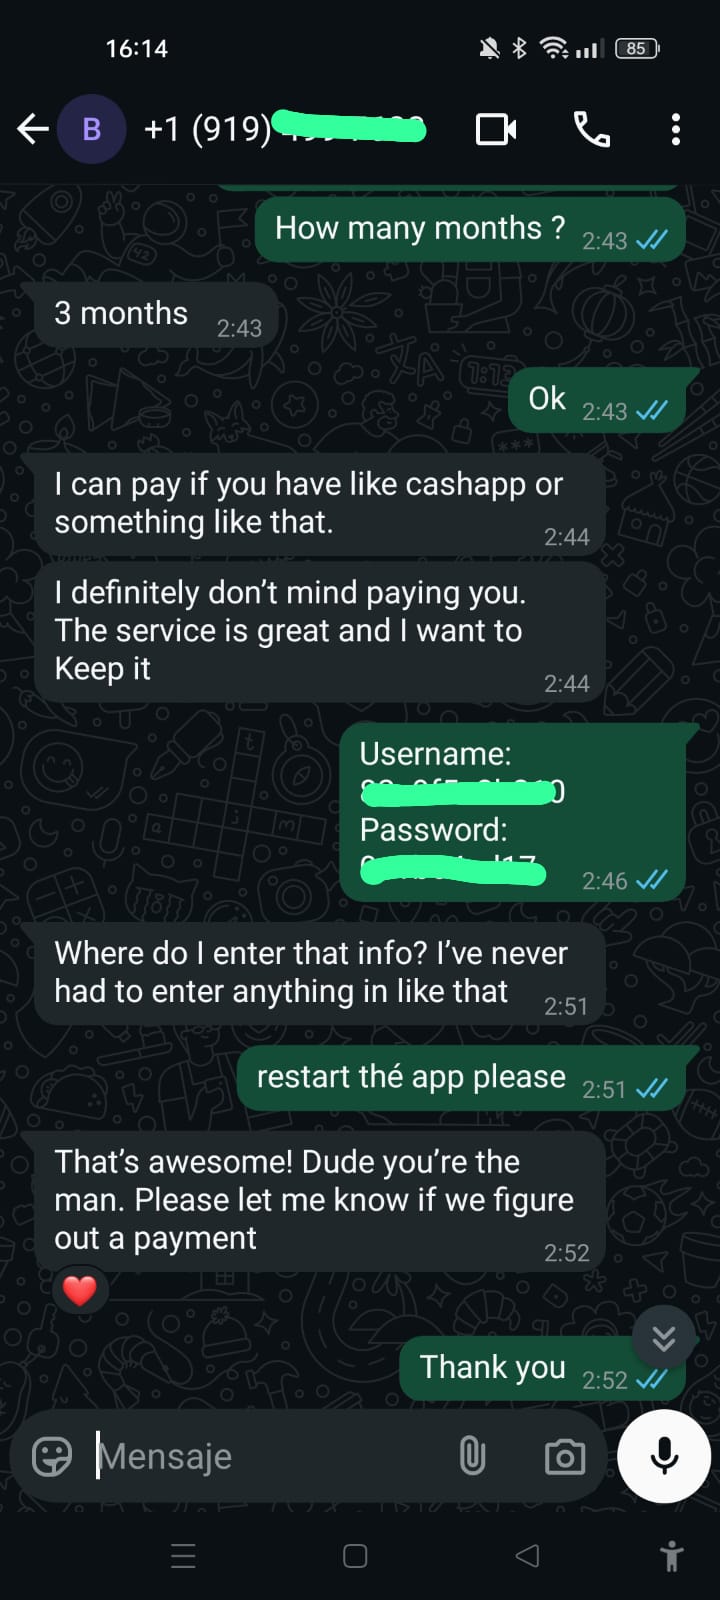 16:14
85
B
+1 (919)
How many months ?
2:43
3 months
2:43
Ok
2:43
I can pay if you have like cashapp or
something like that.
2:44
I definitely don’t mind paying you.
The service is great and I want to
Keep it
2:44
Username:
Password:
2:46
Where do I enter that info? I’ve never
had to enter anything in like that
2:51
restart thé app please
2:51
That’s awesome! Dude you’re the
man. Please let me know if we figure
out a payment
2:52
Thank you
2:52
Mensaje